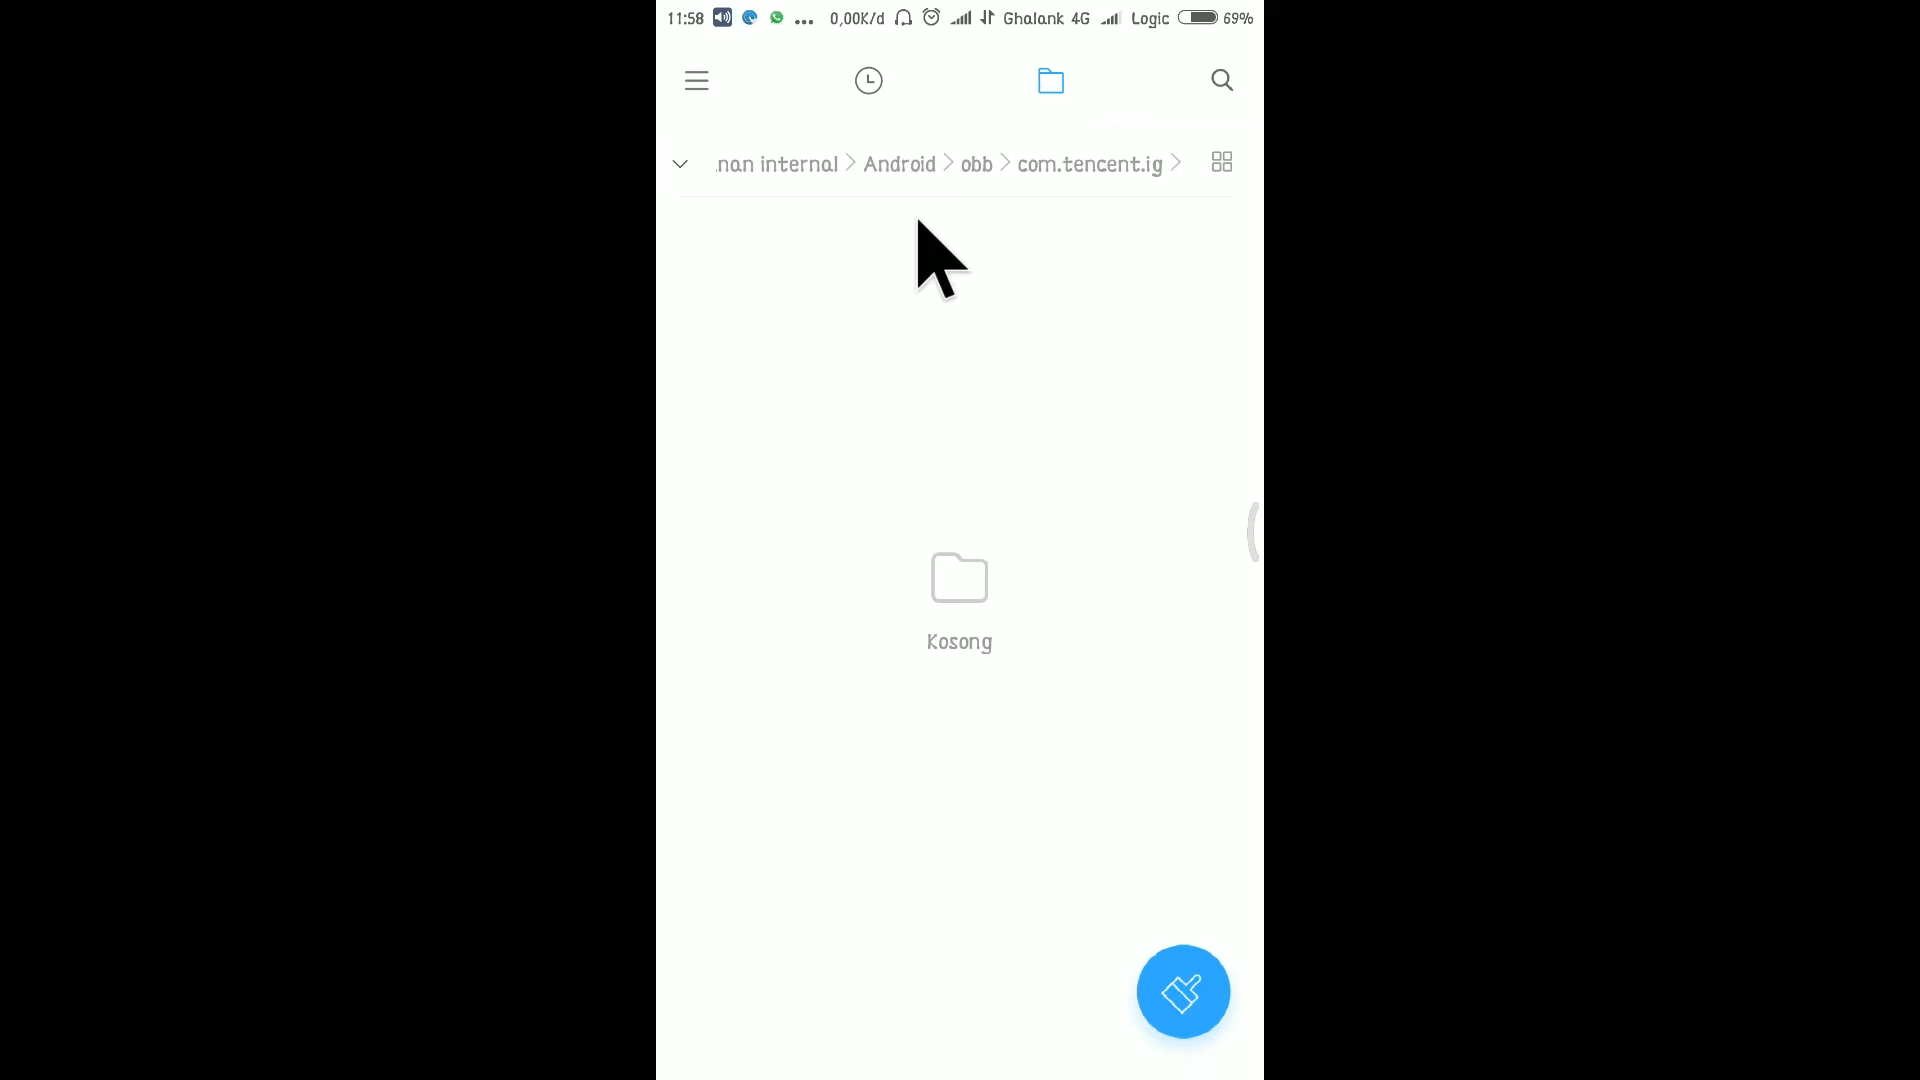 11:58 ... 0,00K/d Ghalank 4G Logic 69%
.nan internal > Android > obb > com.tencent.ig >
Kosong